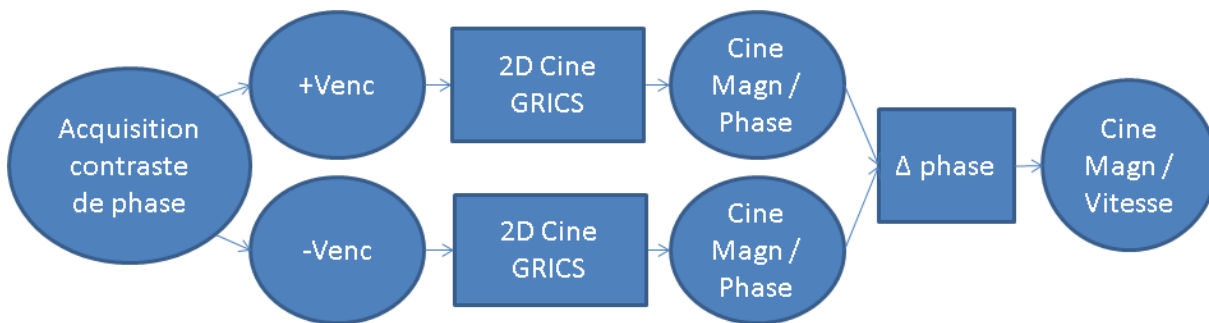 Acquisition
contraste
de phase
+Venc
2D Cine
GRICS
Cine
Magn /
Phase
-Venc
2D Cine
GRICS
Cine
Magn /
Phase
Δ phase
Cine
Magn /
Vitesse